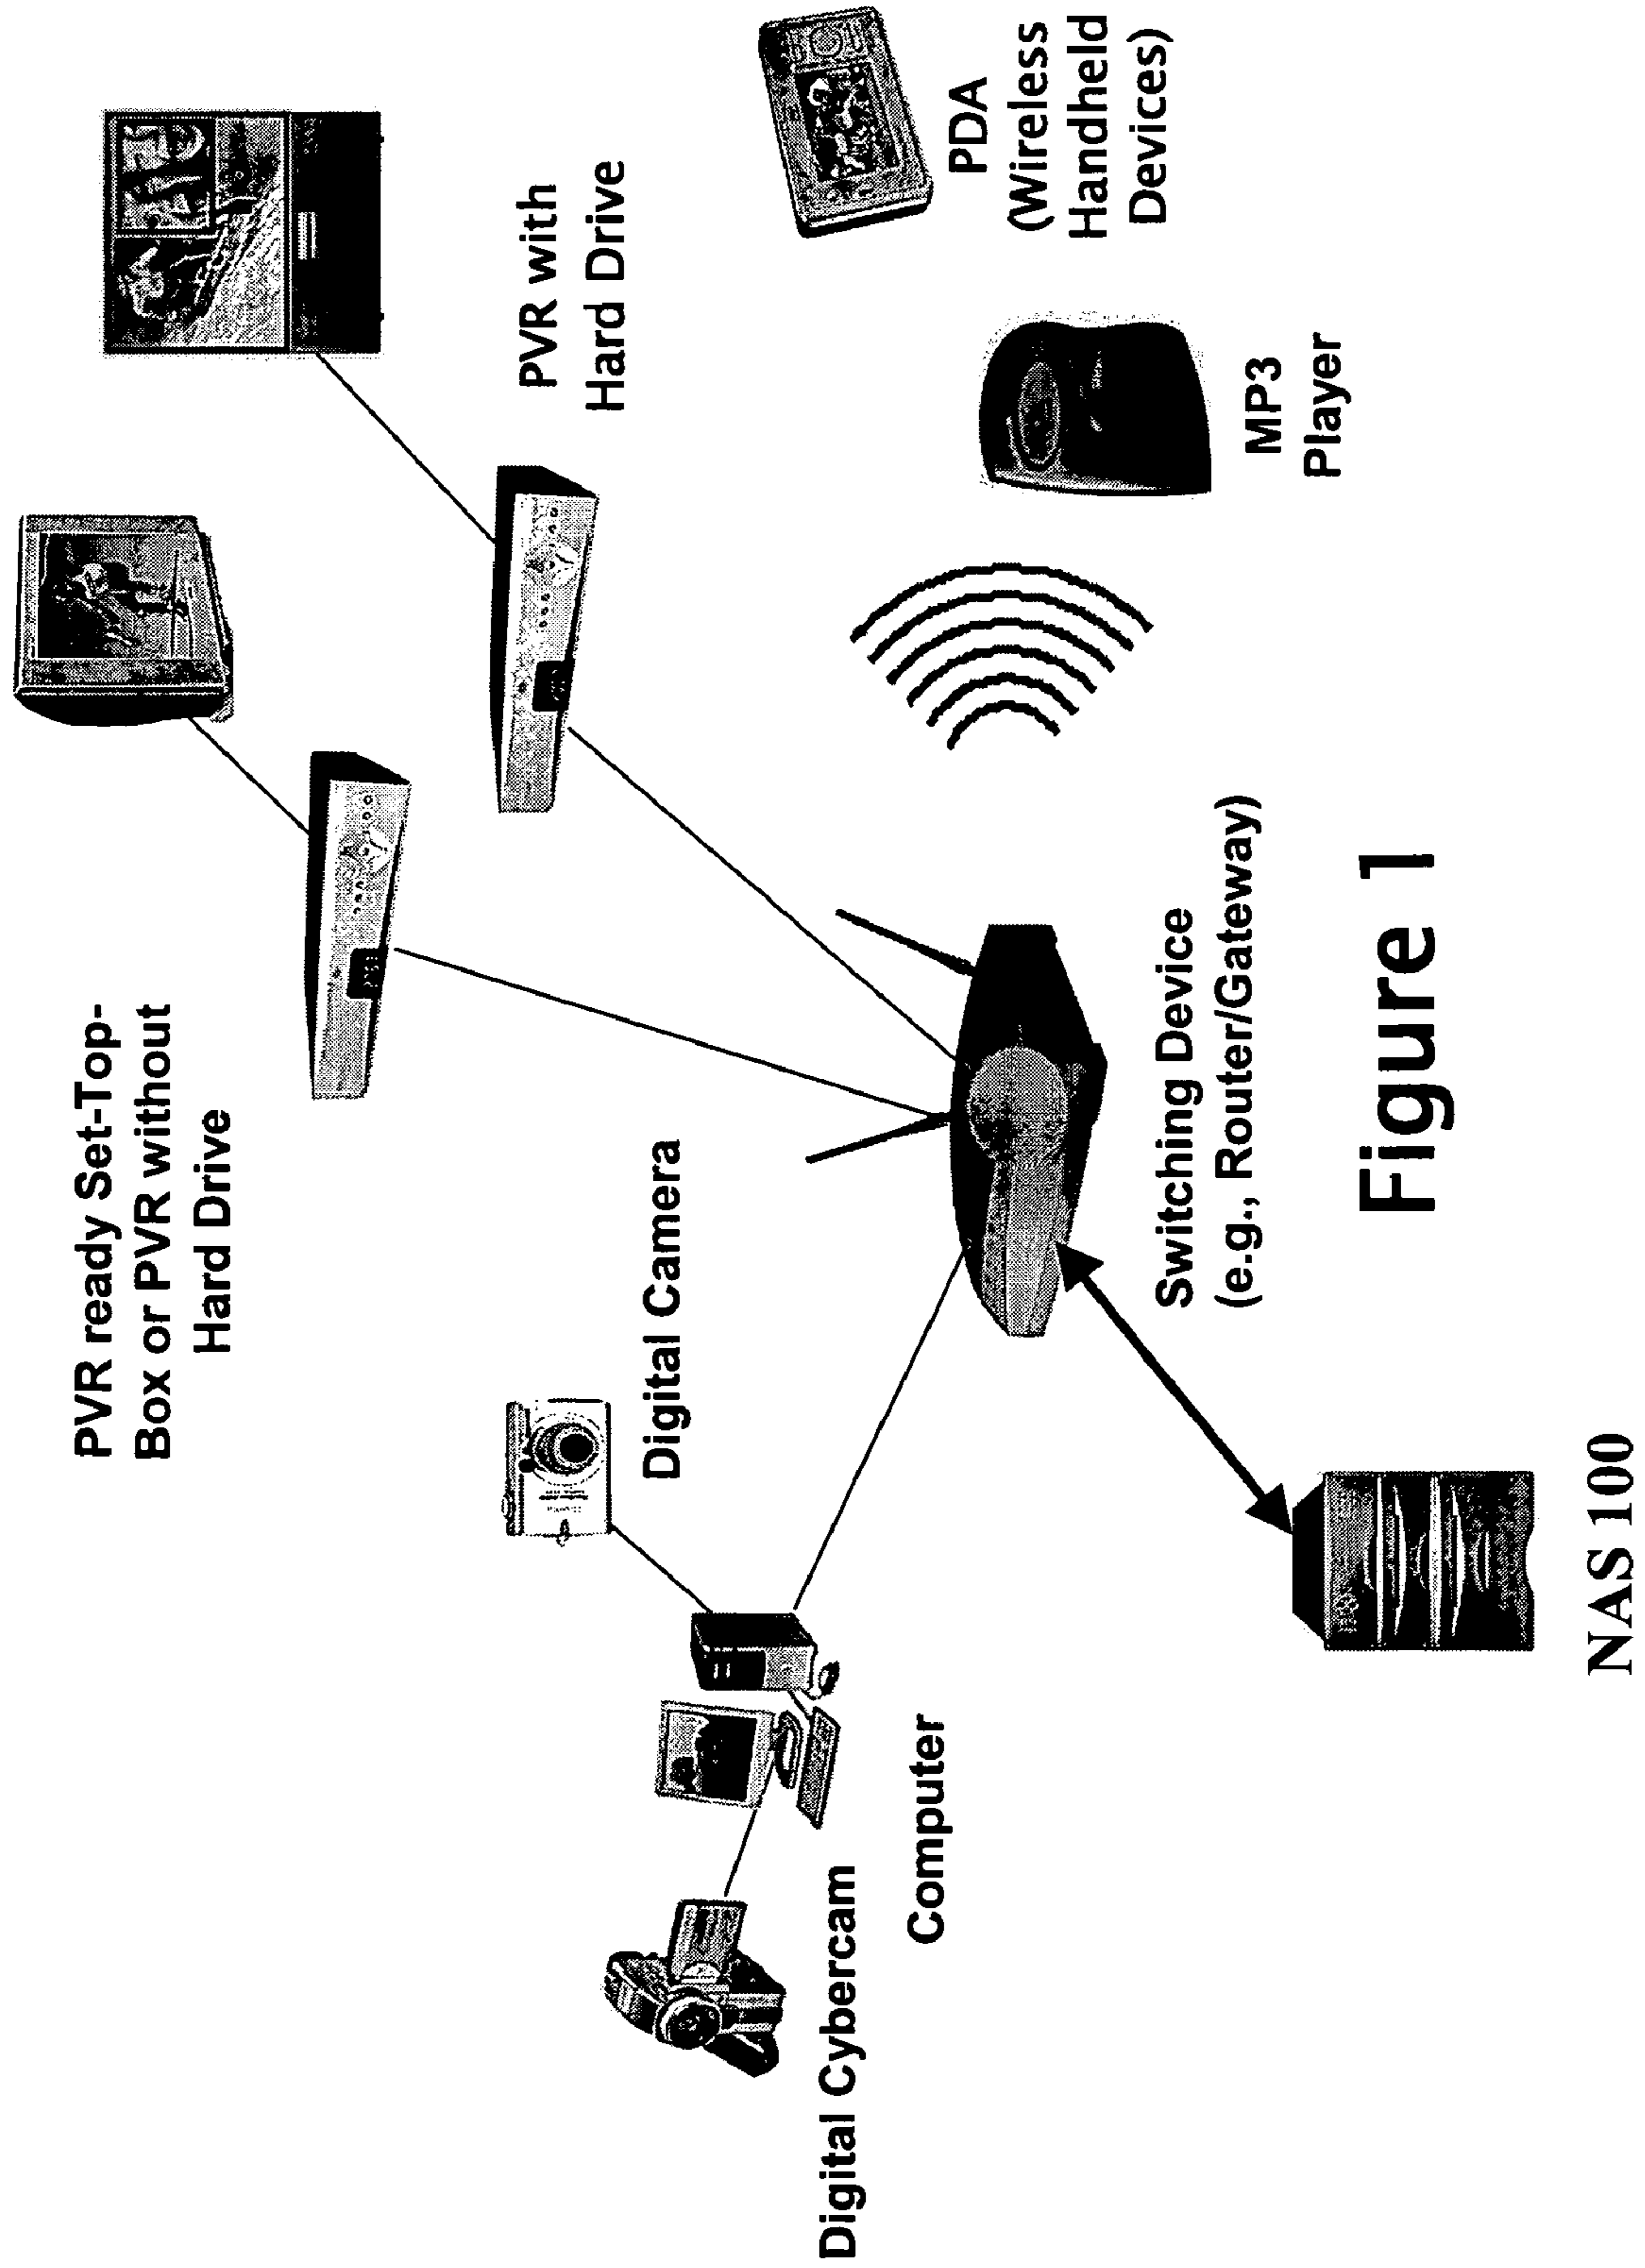 PVR ready Set-Top-
Box or PVR without
Hard Drive
PVR with
Hard Drive
Digital Camera
Digital Cybercam
Computer
PDA
(Wireless
Handheld
Devices)
MP3
Player
Switching Device
(e.g., Router/Gateway)
NAS 100
Figure 1